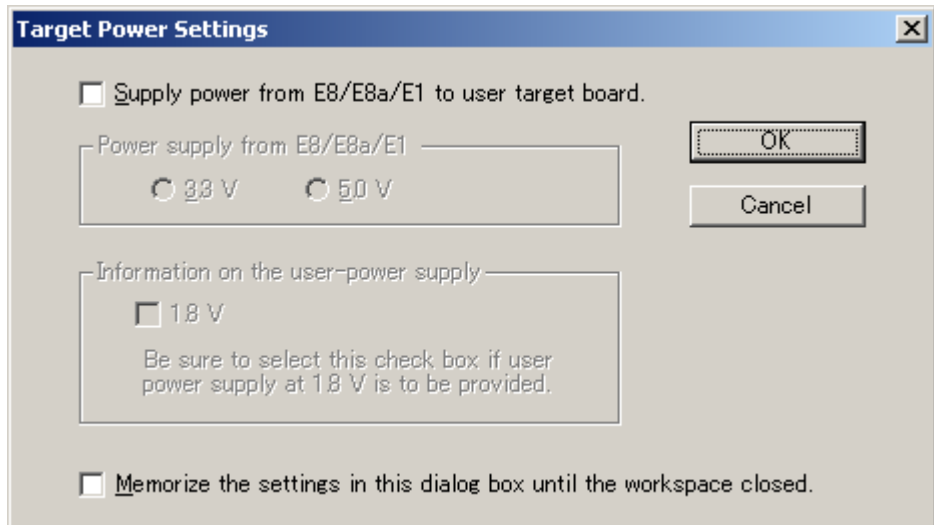 Target Power Settings
Supply power from E8/E8a/E1 to user target board.
Power supply from E8/E8a/E1
3.3 V
5.0 V
OK
Cancel
Information on the user-power supply
1.8 V
Be sure to select this check box if user
power supply at 1.8 V is to be provided.
Memorize the settings in this dialog box until the workspace closed.